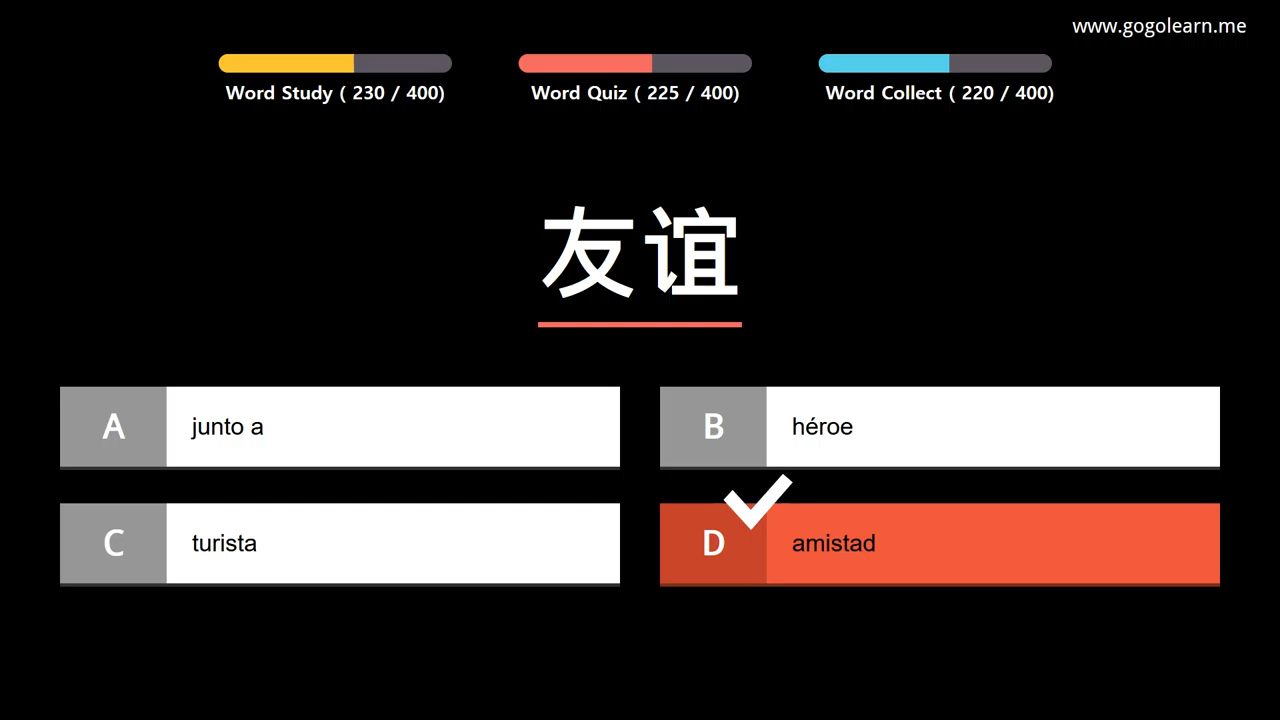 www.gogolearn.me
Word Study ( 230 / 400)
Word Quiz ( 225 / 400)
Word Collect ( 220 / 400)
友谊
A junto a
B héroe
C turista
D amistad